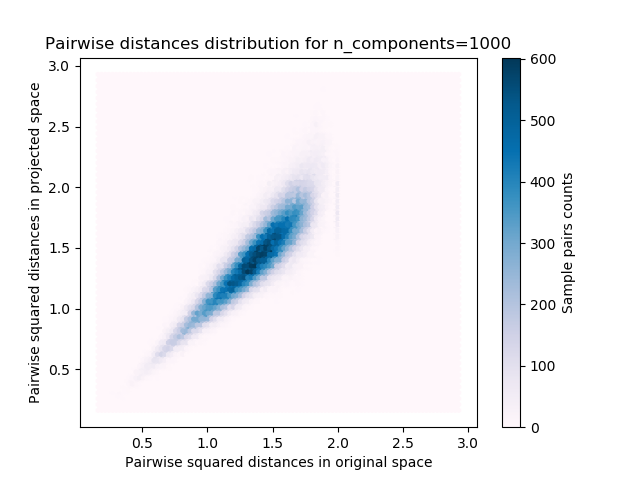 Pairwise distances distribution for n_components=1000
Pairwise squared distances in projected space
3.0
2.5
2.0
1.5
1.0
0.5
0.5 1.0 1.5 2.0 2.5 3.0
Pairwise squared distances in original space
600
500
400
300
200
100
0
Sample pairs counts